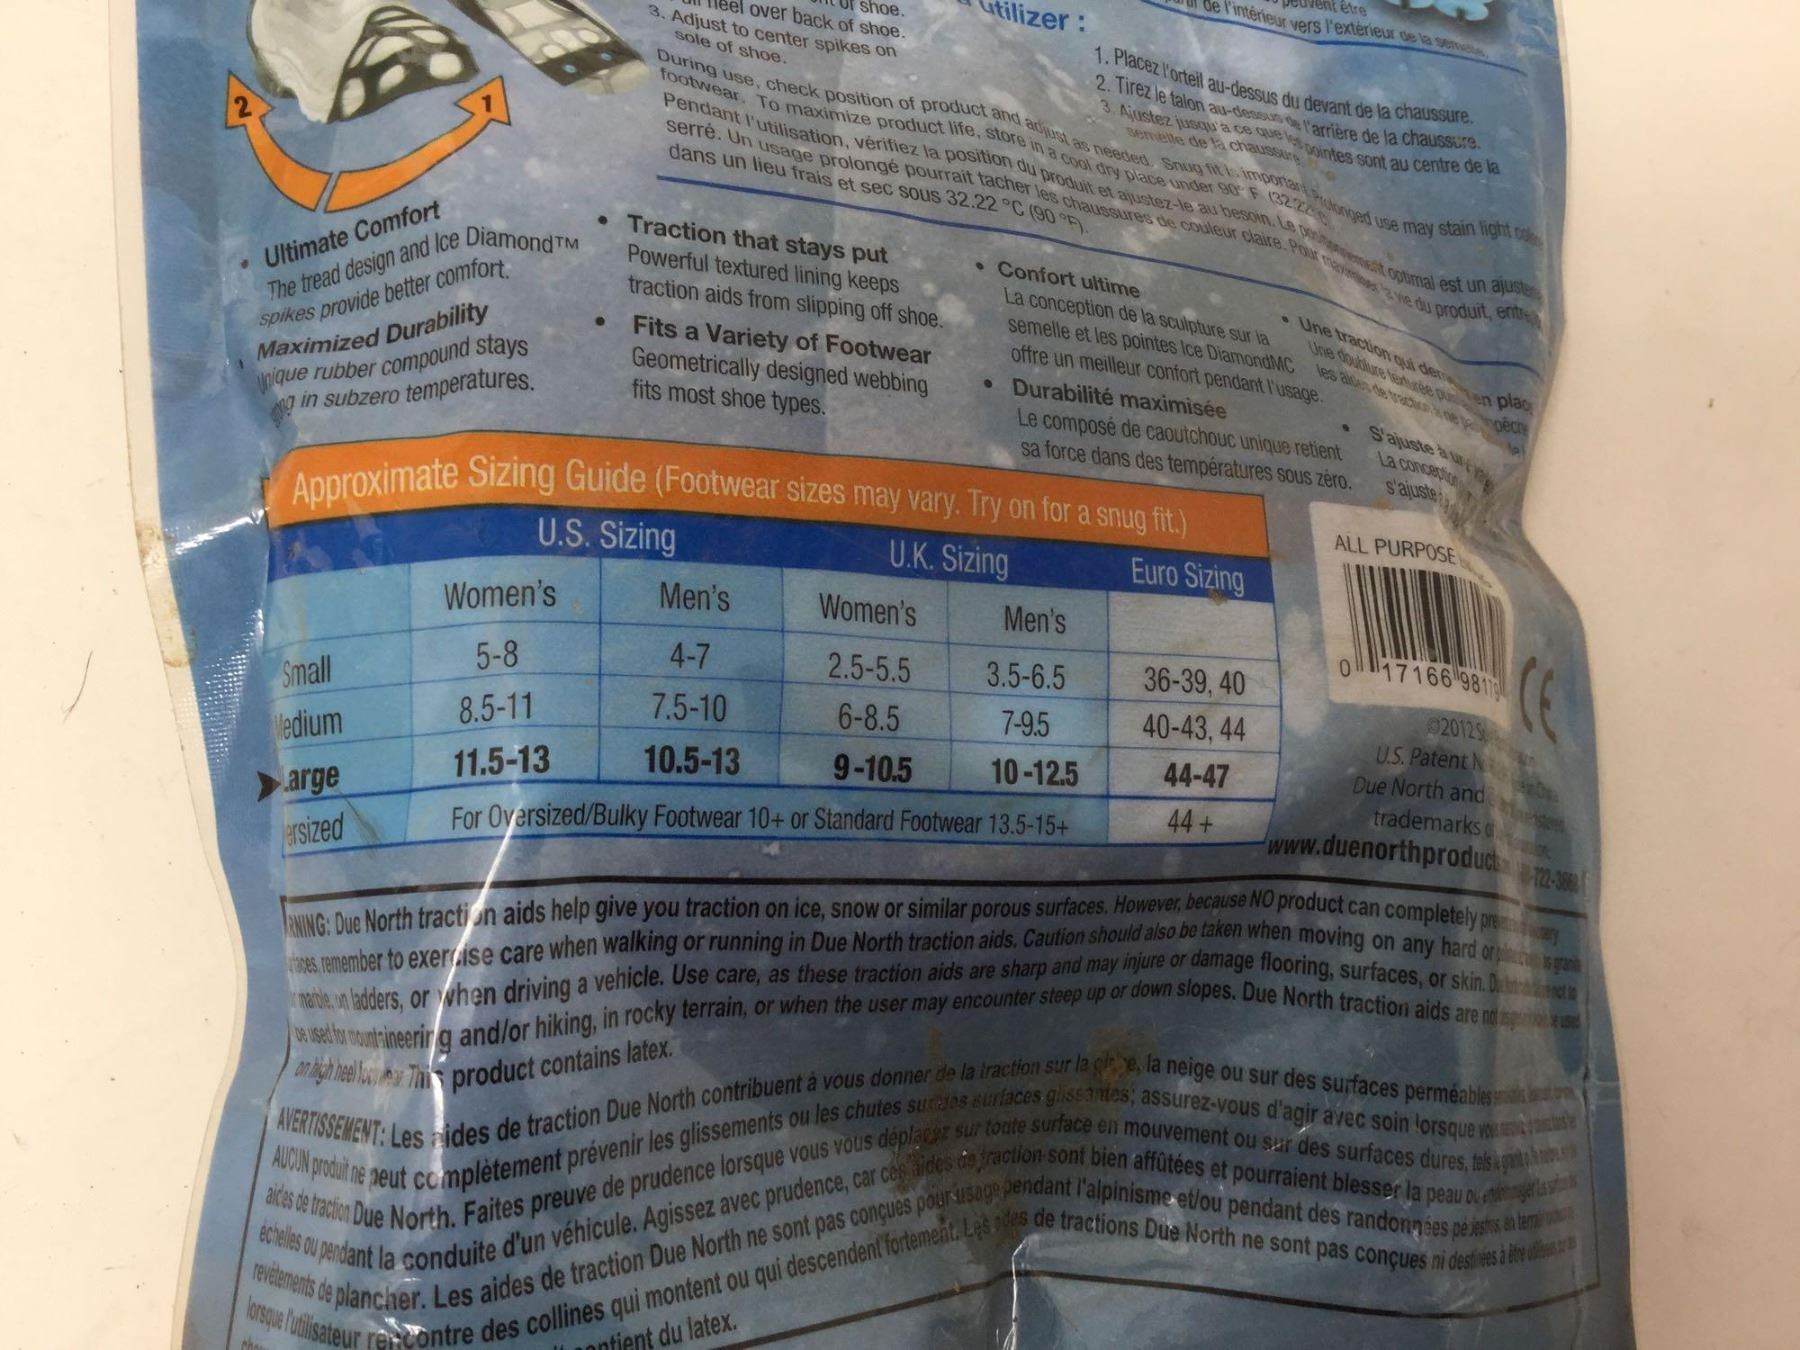 heel over back of shoe.
3. Adjust to center spikes on
sole of shoe.
During use, check position of product and adjust as needed. Snug fit is important. Prolonged use may stain light
footwear. To maximize product life, store in a cool dry place under 90° F (32.22
Pendant l'utilisation, vérifiez la position du produit et ajustez-le au besoin. Le positionnement optimal est un
serré. Un usage prolongé pourrait tacher les chaussures de couleur claire. Pour maximiser la vie du produit,
dans un lieu frais et sec sous 32.22 °C (90 °F).
utilizer :
de l'intérieur vers l'extérieur de la semelle.
1. Placez l'orteil au-dessus du devant de la chaussure.
2. Tirez le talon au-dessus de l'arrière de la chaussure.
3. Ajustez jusqu'à ce que les pointes sont au centre de la
semelle de la chaussure.
2
1
• Ultimate Comfort
The tread design and Ice Diamond™
spikes provide better comfort.
• Maximized Durability
Unique rubber compound stays
in subzero temperatures.
• Traction that stays put
Powerful textured lining keeps
traction aids from slipping off shoe.
• Fits a Variety of Footwear
Geometrically designed webbing
fits most shoe types.
• Confort ultime
La conception de la sculpture sur la
semelle et les pointes Ice DiamondMC
offre un meilleur confort pendant l'usage.
• Durabilité maximisée
Le composé de caoutchouc unique retient
sa force dans des températures sous zéro.
• Une traction qui en place
Une doublure texturée
les aides de traction
• S'ajuste à
La conception
s'ajuste
Approximate Sizing Guide (Footwear sizes may vary. Try on for a snug fit.)
U.S. Sizing U.K. Sizing Euro Sizing
Women's Men's Women's Men's
Small 5-8 4-7 2.5-5.5 3.5-6.5 36-39, 40
Medium 8.5-11 7.5-10 6-8.5 7-9.5 40-43, 44
Large 11.5-13 10.5-13 9-10.5 10-12.5 44-47
ersized For Oversized/Bulky Footwear 10+ or Standard Footwear 13.5-15+ 44 +
ALL PURPOSE
0 17166 98179
CE
©2012
U.S. Patent
Due North and
trademarks
www.duenorthproducts
RNING: Due North traction aids help give you traction on ice, snow or similar porous surfaces. However, because NO product can completely
remember to exercise care when walking or running in Due North traction aids. Caution should also be taken when moving on any hard or
marble, on ladders, or when driving a vehicle. Use care, as these traction aids are sharp and may injure or damage flooring, surfaces, or skin.
be used for mountaineering and/or hiking, in rocky terrain, or when the user may encounter steep up or down slopes. Due North traction aids are
on high heel footwear. This product contains latex.
AVERTISSEMENT: Les aides de traction Due North contribuent à vous donner de la traction sur la glace, la neige ou sur des surfaces perméables
AUCUN produit ne peut complètement prévenir les glissements ou les chutes sur des surfaces glissantes; assurez-vous d'agir avec soin lorsque
aides de traction Due North. Faites preuve de prudence lorsque vous vous déplacez sur toute surface en mouvement ou sur des surfaces dures, tels
échelles ou pendant la conduite d'un véhicule. Agissez avec prudence, car ces aides de traction sont bien affûtées et pourraient blesser la peau ou
revêtements de plancher. Les aides de traction Due North ne sont pas conçues pour usage pendant l'alpinisme et/ou pendant des randonnées pédestres, en
lorsque l'utilisateur rencontre des collines qui montent ou qui descendent fortement. Les aides de tractions Due North ne sont pas conçues ni destinées à être
contient du latex.